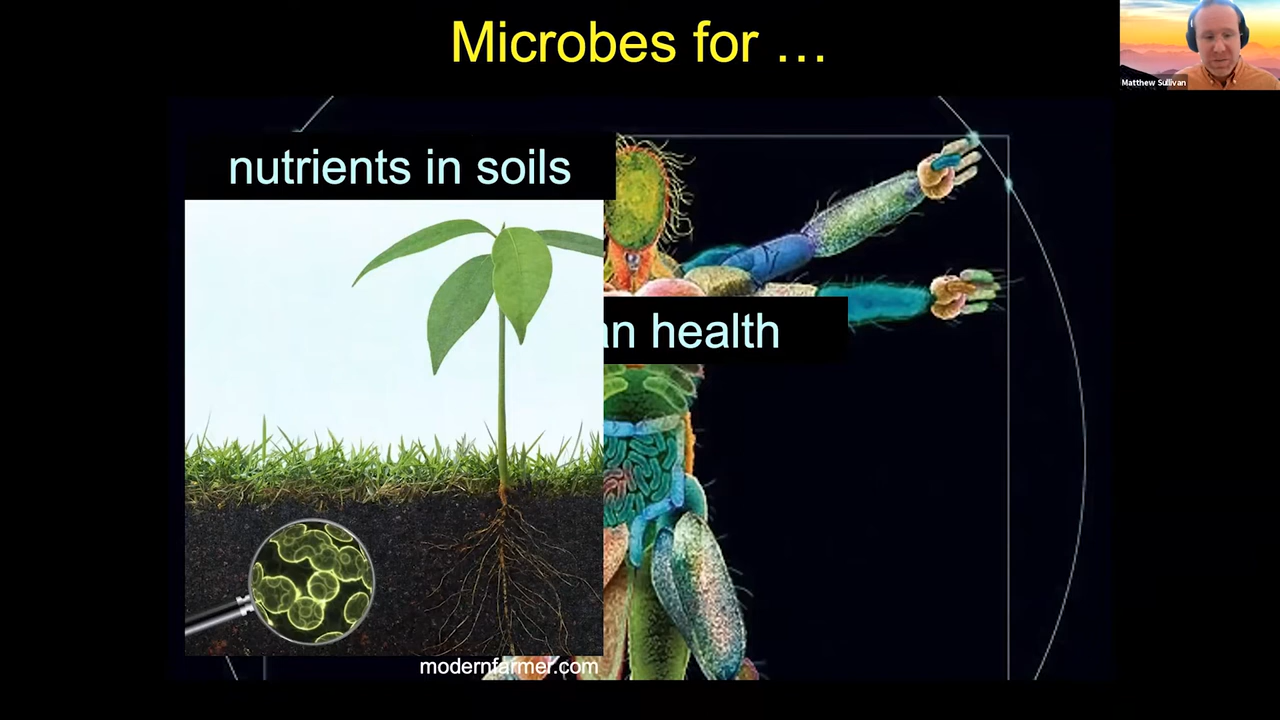 Microbes for ...
Matthew Sullivan
nutrients in soils
health
modernfarmer.com